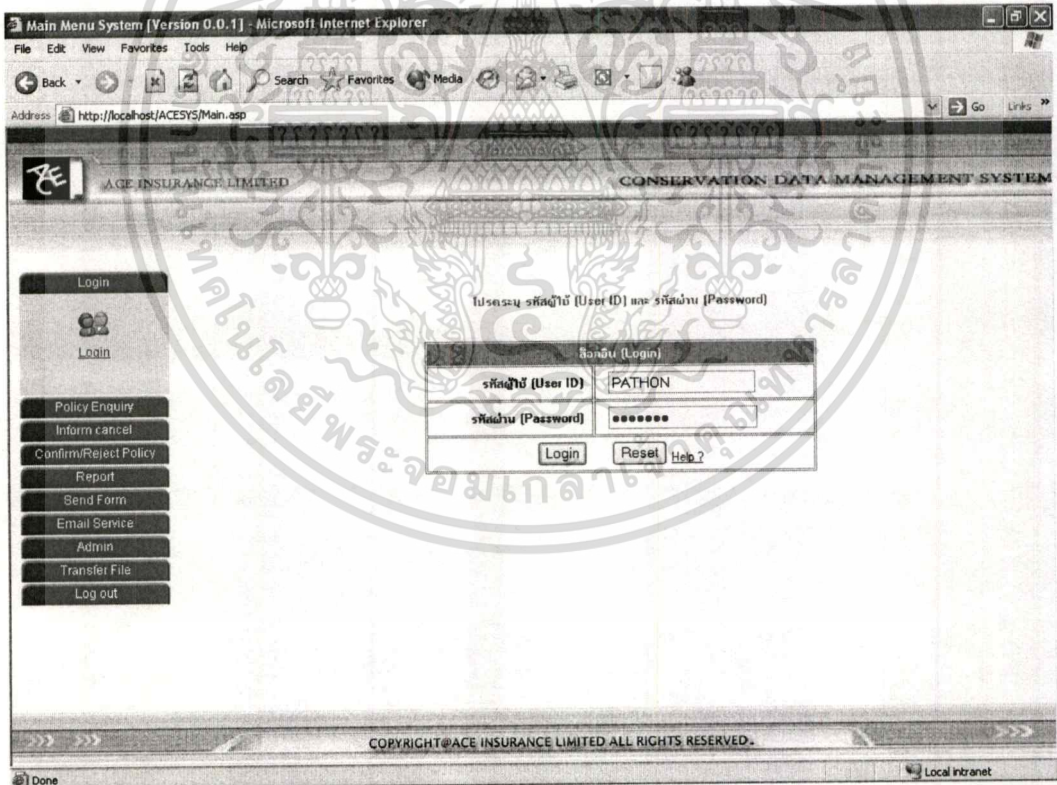 Main Menu System [Version 0.0.1] - Microsoft Internet Explorer
File Edit View Favorites Tools Help
Back Search Favorites Media
Address http://localhost/ACESYS/Main.asp Go Links »
ACE
ACE INSURANCE LIMITED CONSERVATION DATA MANAGEMENT SYSTEM
Login
Login
Policy Enquiry
Inform cancel
Confirm/Reject Policy
Report
Send Form
Email Service
Admin
Transfer File
Log out
โปรดระบุ รหัสผู้ใช้ (User ID) และ รหัสผ่าน (Password)
ล็อกอิน (Login)
รหัสผู้ใช้ (User ID) PATHON
รหัสผ่าน (Password) •••••••
Login Reset Help ?
COPYRIGHT@ACE INSURANCE LIMITED ALL RIGHTS RESERVED.
Done Local intranet